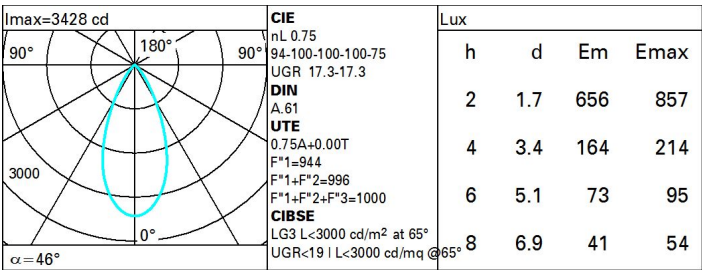 Imax=3428 cd
90°
180°
90°
3000
0°
α=46°
CIE
nL 0.75
94-100-100-100-75
UGR 17.3-17.3
DIN
A.61
UTE
0.75A+0.00T
F"1=944
F"1+F"2=996
F"1+F"2+F"3=1000
CIBSE
LG3 L<3000 cd/m² at 65°
UGR<19 | L<3000 cd/mq @65°
Lux
h d Em Emax
2 1.7 656 857
4 3.4 164 214
6 5.1 73 95
8 6.9 41 54